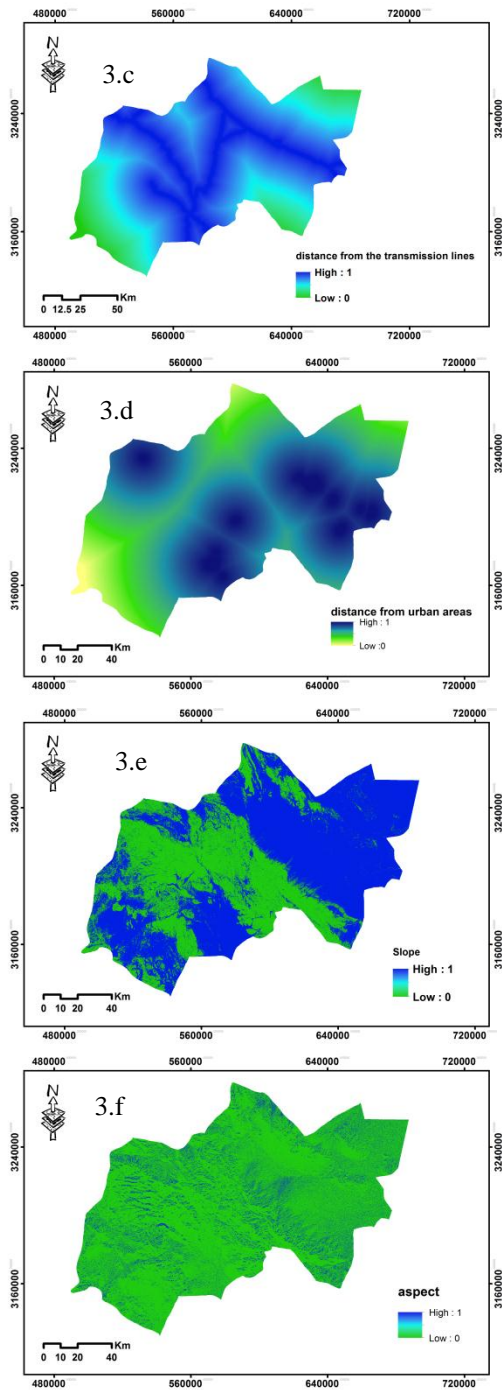 480000 560000 640000 720000
N
3.c
3240000 3240000
3160000 3160000
distance from the transmission lines
High : 1
Low : 0
Km
0 12.5 25 50
480000 560000 640000 720000
480000 560000 640000 720000
N
3.d
3240000 3240000
3160000 3160000
distance from urban areas
High : 1
Low :0
Km
0 10 20 40
480000 560000 640000 720000
480000 560000 640000 720000
N
3.e
3240000 3240000
3160000 3160000
Slope
High : 1
Low : 0
Km
0 10 20 40
480000 560000 640000 720000
480000 560000 640000 720000
N
3.f
3240000 3240000
3160000 3160000
aspect
High : 1
Low : 0
Km
0 10 20 40
480000 560000 640000 720000